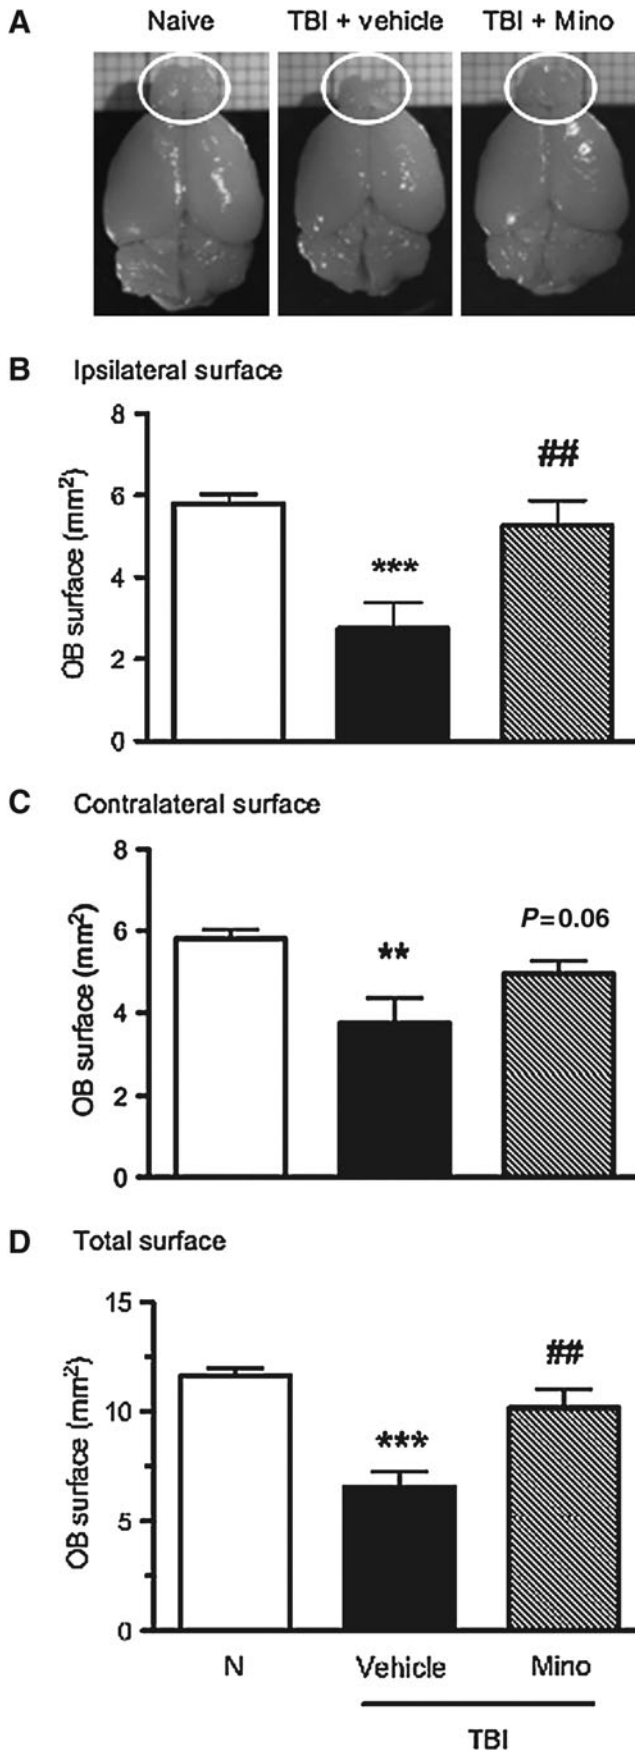 A
Naive TBI + vehicle TBI + Mino
B Ipsilateral surface
8
6
4
2
0
OB surface (mm²)
***
##
C Contralateral surface
8
6
4
2
0
OB surface (mm²)
**
P=0.06
D Total surface
15
10
5
0
OB surface (mm²)
***
##
N Vehicle Mino
TBI